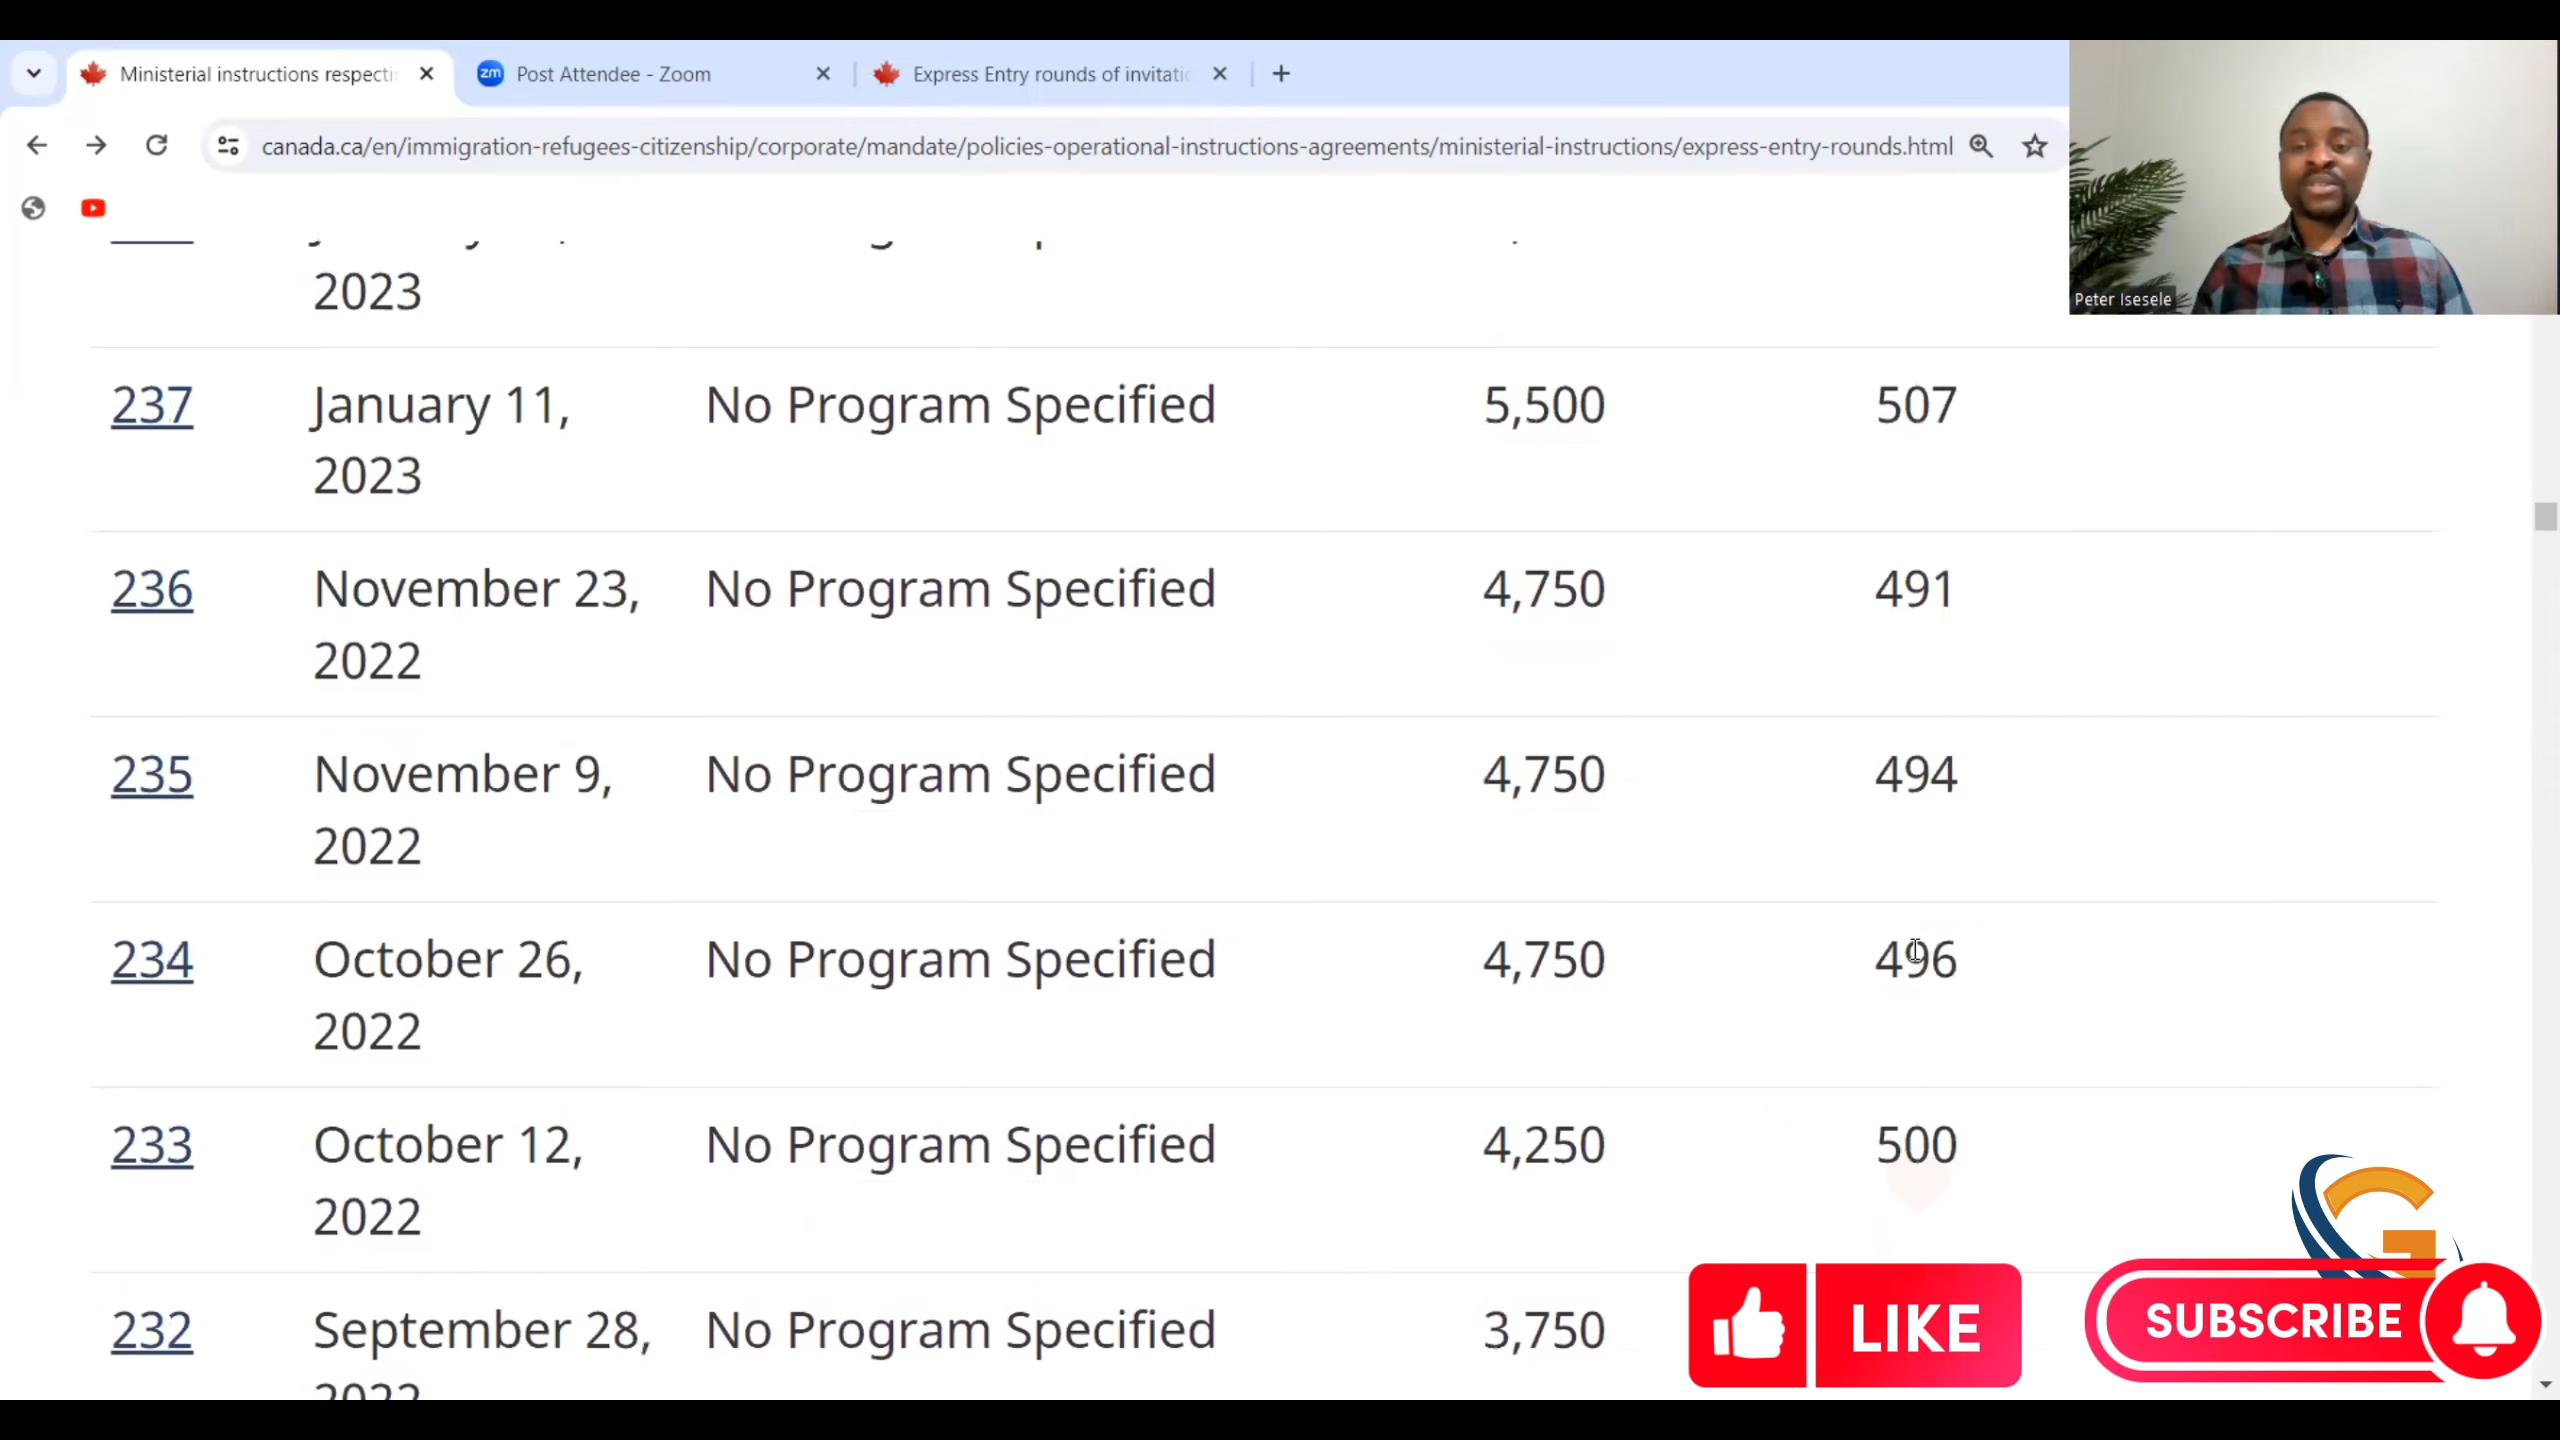 Ministerial instructions respecti
zm
Post Attendee - Zoom
Express Entry rounds of invitatic
canada.ca/en/immigration-refugees-citizenship/corporate/mandate/policies-operational-instructions-agreements/ministerial-instructions/express-entry-rounds.html
Peter Isesele
2023
237 January 11, No Program Specified 5,500 507
2023
236 November 23, No Program Specified 4,750 491
2022
235 November 9, No Program Specified 4,750 494
2022
234 October 26, No Program Specified 4,750 496
2022
233 October 12, No Program Specified 4,250 500
2022
232 September 28, No Program Specified 3,750
LIKE
SUBSCRIBE
G